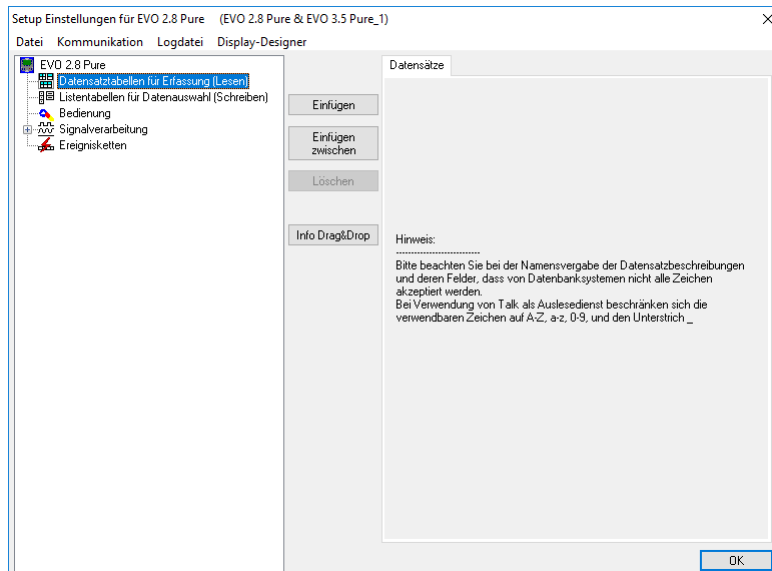 Setup Einstellungen für EVO 2.8 Pure (EVO 2.8 Pure & EVO 3.5 Pure_1)
Datei Kommunikation Logdatei Display-Designer
EVO 2.8 Pure
Datensatztabellen für Erfassung (Lesen)
Listentabellen für Datenauswahl (Schreiben)
Bedienung
Signalverarbeitung
Ereignisketten
Einfügen
Einfügen
zwischen
Löschen
Info Drag&Drop
Datensätze
Hinweis:
----------------------------
Bitte beachten Sie bei der Namensvergabe der Datensatzbeschreibungen
und deren Felder, dass von Datenbanksystemen nicht alle Zeichen
akzeptiert werden.
Bei Verwendung von Talk als Auslesedienst beschränken sich die
verwendbaren Zeichen auf A-Z, a-z, 0-9, und den Unterstrich _
OK